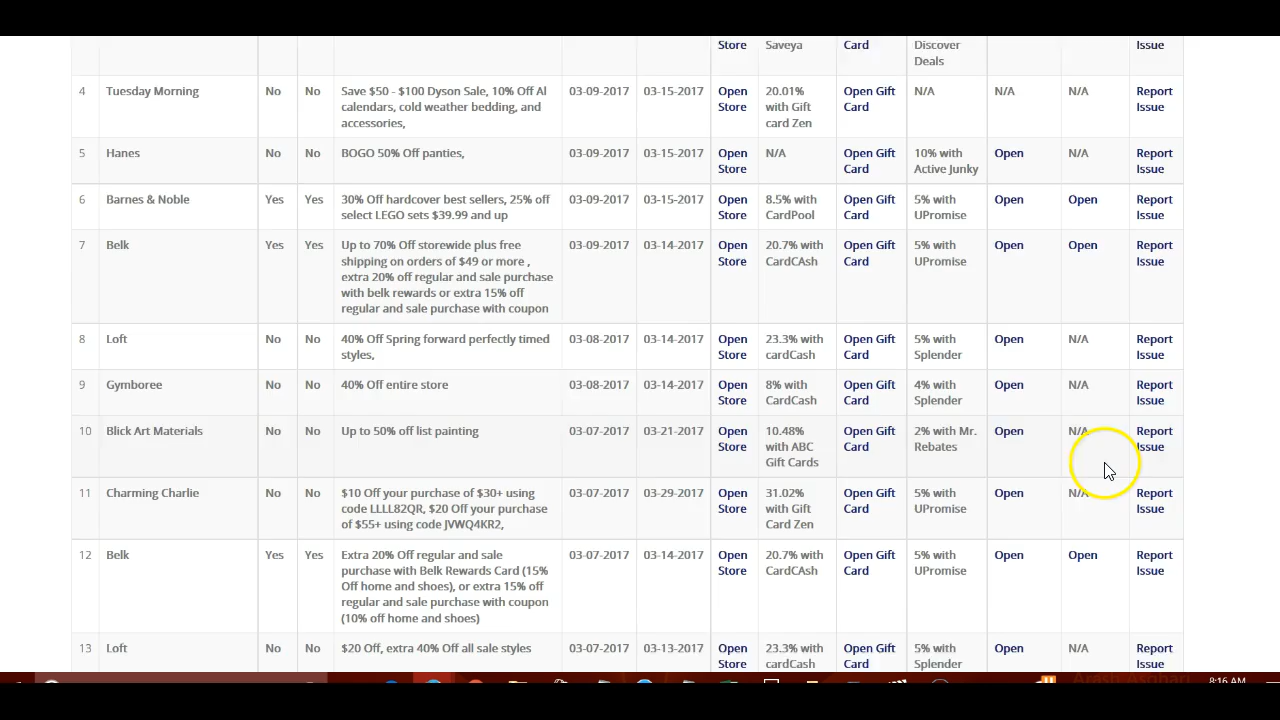 Store Saveya Card Discover Deals Issue
4 Tuesday Morning No No Save $50 - $100 Dyson Sale, 10% Off Al calendars, cold weather bedding, and accessories, 03-09-2017 03-15-2017 Open Store 20.01% with Gift card Zen Open Gift Card N/A N/A N/A Report Issue
5 Hanes No No BOGO 50% Off panties, 03-09-2017 03-15-2017 Open Store N/A Open Gift Card 10% with Active Junky Open N/A Report Issue
6 Barnes & Noble Yes Yes 30% Off hardcover best sellers, 25% off select LEGO sets $39.99 and up 03-09-2017 03-15-2017 Open Store 8.5% with CardPool Open Gift Card 5% with UPromise Open Open Report Issue
7 Belk Yes Yes Up to 70% Off storewide plus free shipping on orders of $49 or more , extra 20% off regular and sale purchase with belk rewards or extra 15% off regular and sale purchase with coupon 03-09-2017 03-14-2017 Open Store 20.7% with CardCAsh Open Gift Card 5% with UPromise Open Open Report Issue
8 Loft No No 40% Off Spring forward perfectly timed styles, 03-08-2017 03-14-2017 Open Store 23.3% with cardCash Open Gift Card 5% with Splender Open N/A Report Issue
9 Gymboree No No 40% Off entire store 03-08-2017 03-14-2017 Open Store 8% with CardCash Open Gift Card 4% with Splender Open N/A Report Issue
10 Blick Art Materials No No Up to 50% off list painting 03-07-2017 03-21-2017 Open Store 10.48% with ABC Gift Cards Open Gift Card 2% with Mr. Rebates Open N/A Report Issue
11 Charming Charlie No No $10 Off your purchase of $30+ using code LLLL82QR, $20 Off your purchase of $55+ using code JVWQ4KR2, 03-07-2017 03-29-2017 Open Store 31.02% with Gift Card Zen Open Gift Card 5% with UPromise Open N/A Report Issue
12 Belk Yes Yes Extra 20% Off regular and sale purchase with Belk Rewards Card (15% Off home and shoes), or extra 15% off regular and sale purchase with coupon (10% off home and shoes) 03-07-2017 03-14-2017 Open Store 20.7% with CardCAsh Open Gift Card 5% with UPromise Open Open Report Issue
13 Loft No No $20 Off, extra 40% Off all sale styles 03-07-2017 03-13-2017 Open Store 23.3% with cardCash Open Gift Card 5% with Splender Open N/A Report Issue
8:16 AM